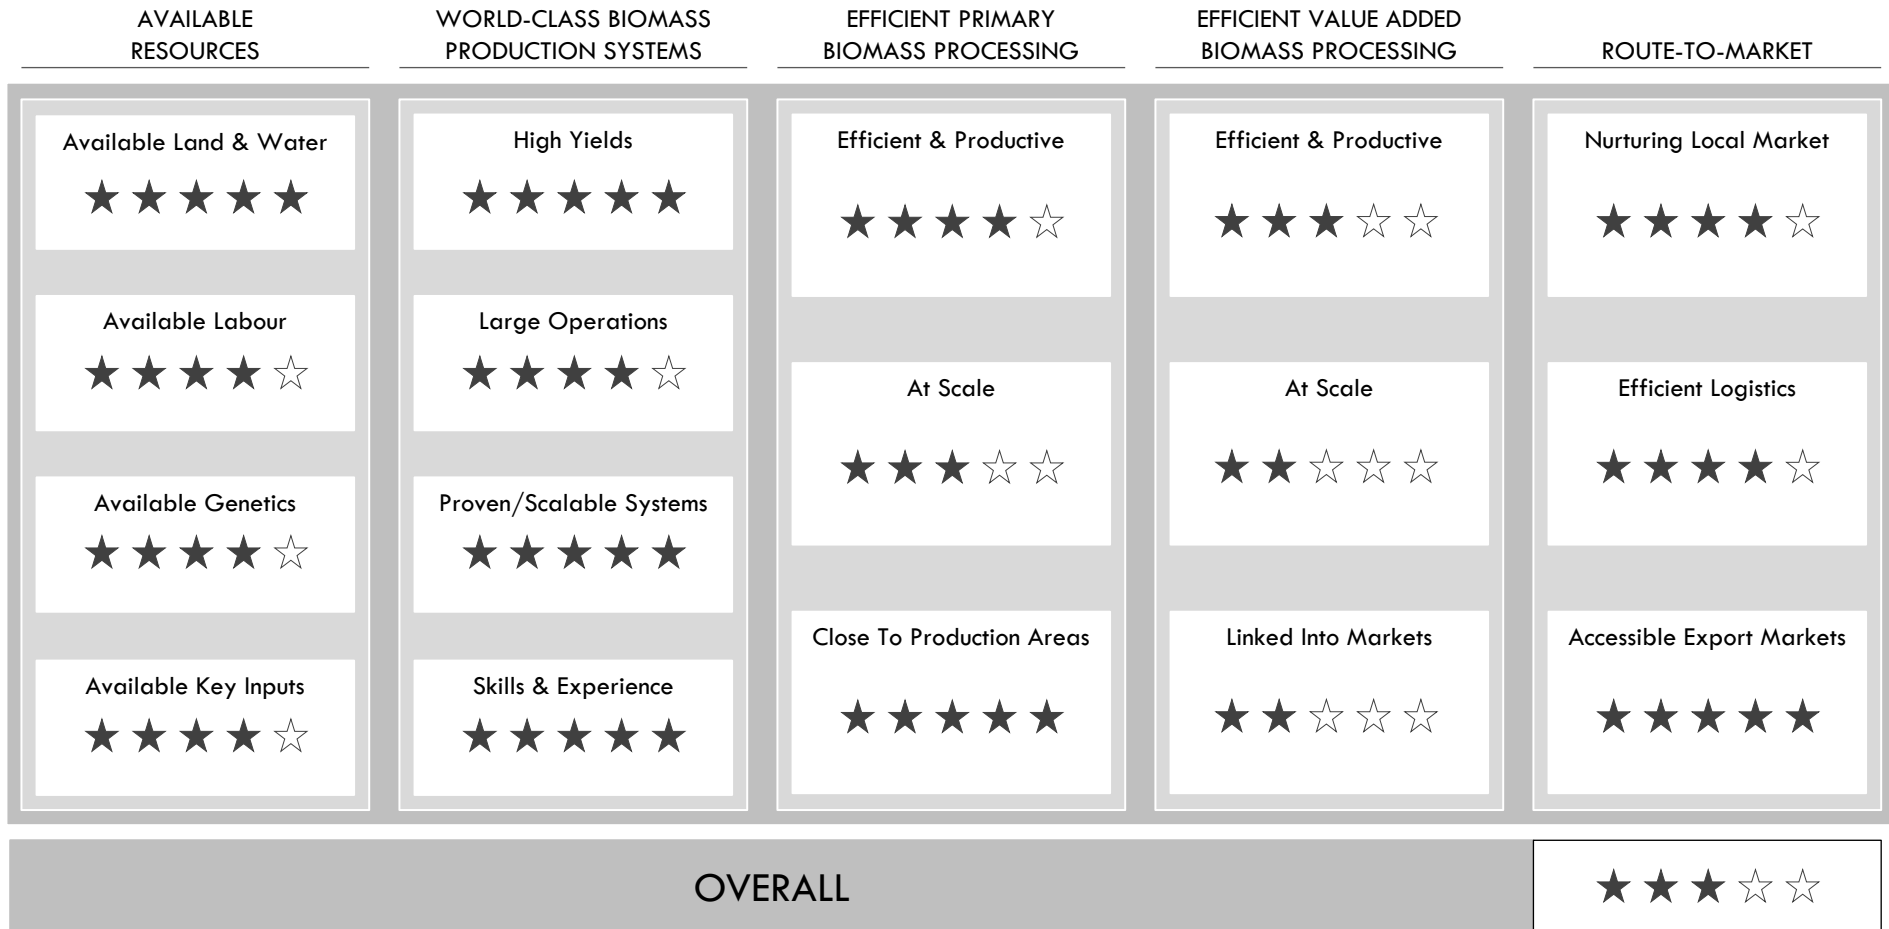 AVAILABLE
RESOURCES
WORLD-CLASS BIOMASS
PRODUCTION SYSTEMS
EFFICIENT PRIMARY
BIOMASS PROCESSING
EFFICIENT VALUE ADDED
BIOMASS PROCESSING
ROUTE-TO-MARKET
Available Land & Water
★ ★ ★ ★ ★
Available Labour
★ ★ ★ ★ ☆
Available Genetics
★ ★ ★ ★ ☆
Available Key Inputs
★ ★ ★ ★ ☆
High Yields
★ ★ ★ ★ ★
Large Operations
★ ★ ★ ★ ☆
Proven/Scalable Systems
★ ★ ★ ★ ★
Skills & Experience
★ ★ ★ ★ ★
Efficient & Productive
★ ★ ★ ★ ☆
At Scale
★ ★ ★ ☆ ☆
Close To Production Areas
★ ★ ★ ★ ★
Efficient & Productive
★ ★ ★ ☆ ☆
At Scale
★ ★ ☆ ☆ ☆
Linked Into Markets
★ ★ ☆ ☆ ☆
Nurturing Local Market
★ ★ ★ ★ ☆
Efficient Logistics
★ ★ ★ ★ ☆
Accessible Export Markets
★ ★ ★ ★ ★
OVERALL
★ ★ ★ ☆ ☆